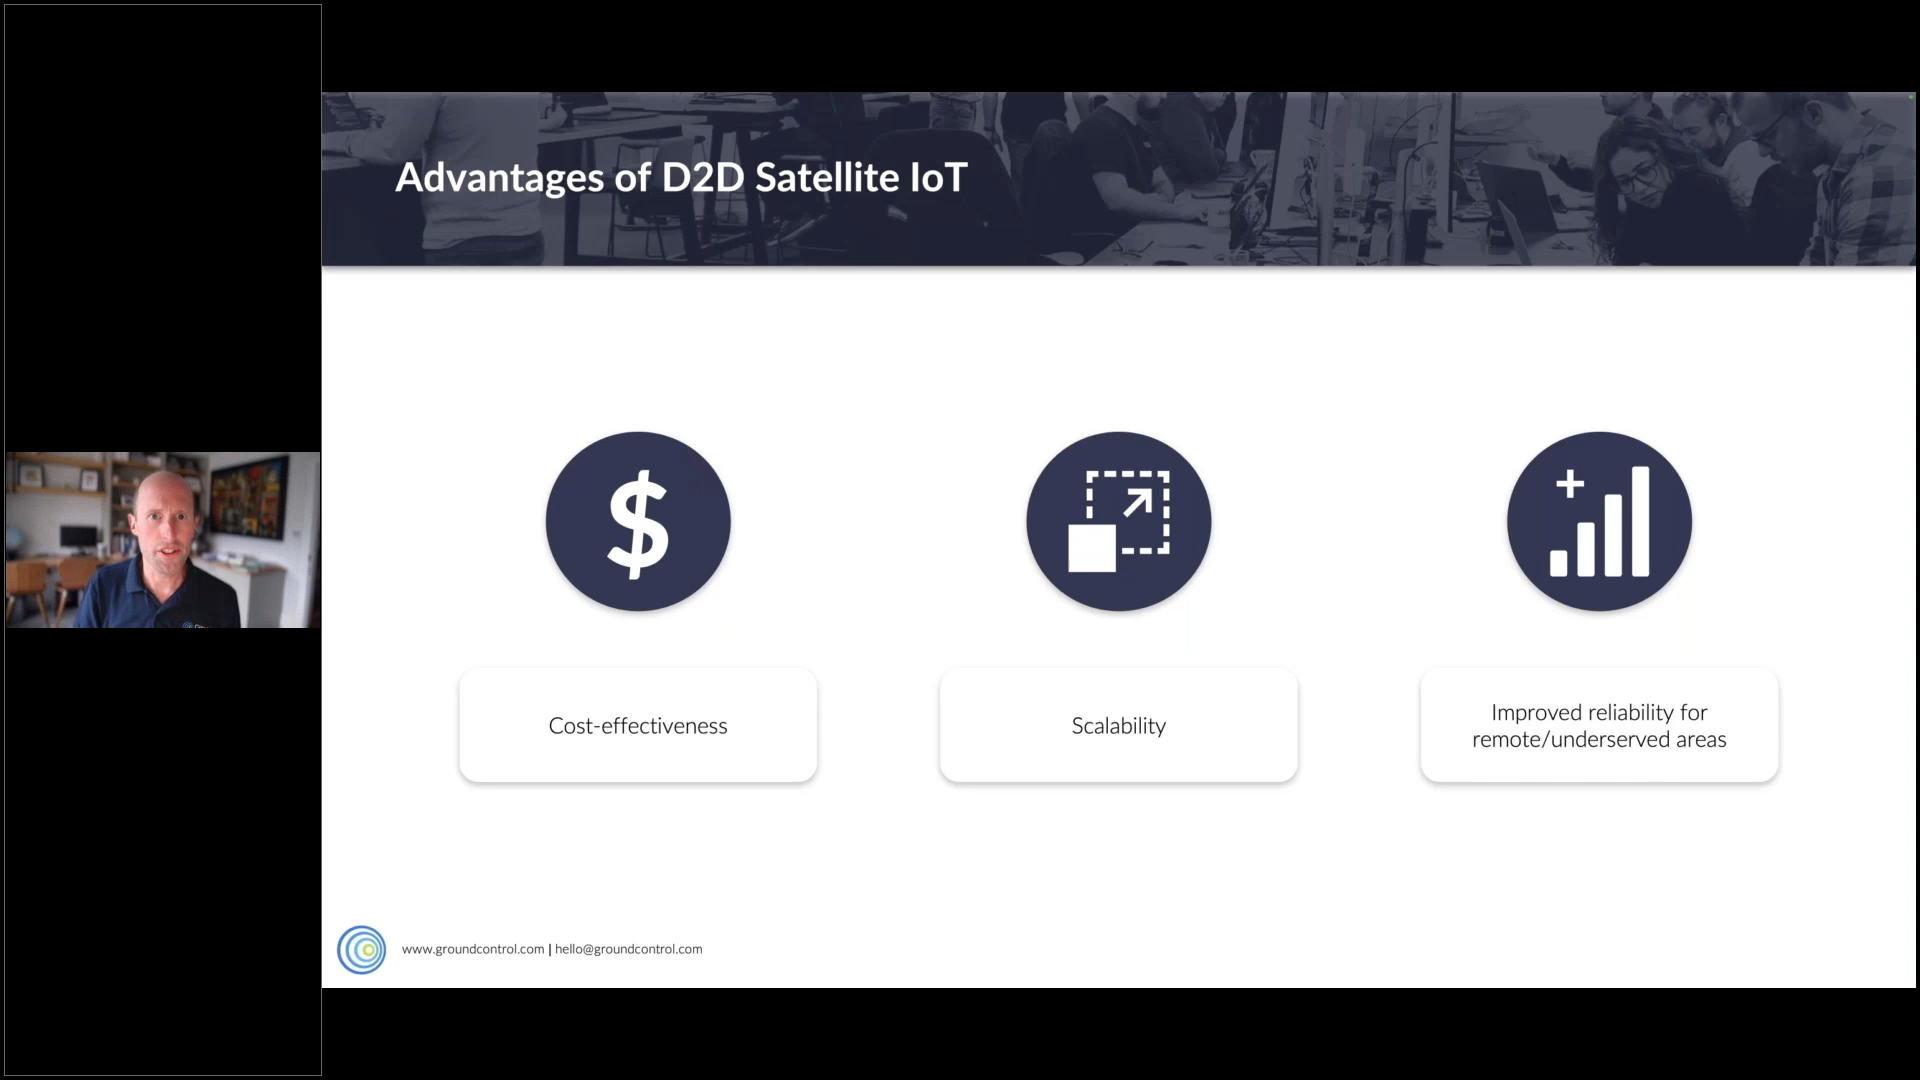 Advantages of D2D Satellite IoT
$
Cost-effectiveness
Scalability
Improved reliability for
remote/underserved areas
www.groundcontrol.com | hello@groundcontrol.com